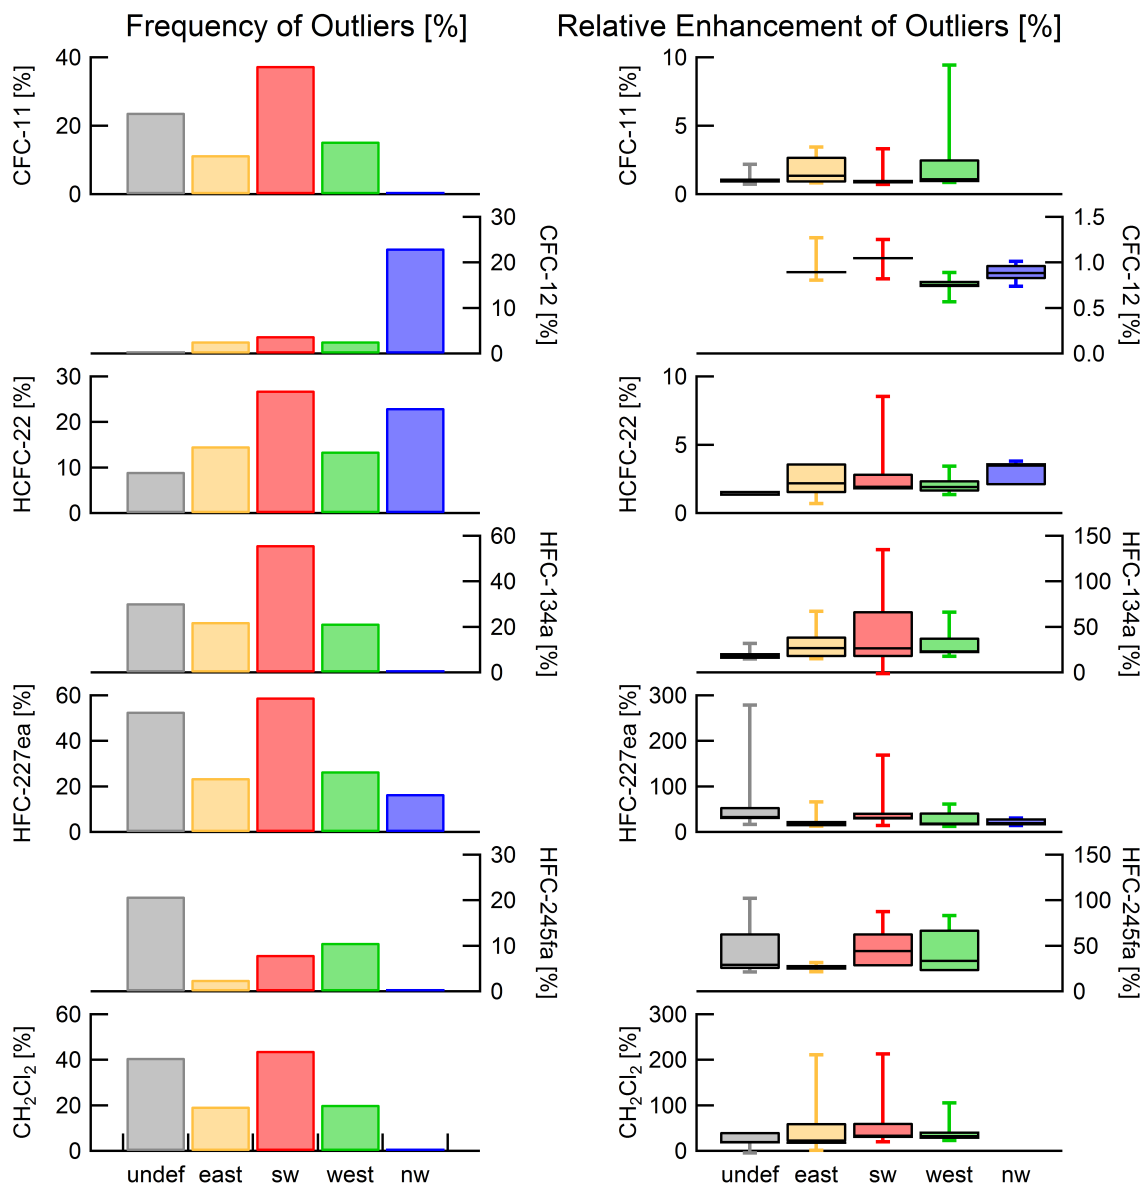 Frequency of Outliers [%]
Relative Enhancement of Outliers [%]
CFC-11 [%]
40
20
0
CFC-11 [%]
10
5
0
30
20
10
0
CFC-12 [%]
1.5
1.0
0.5
0.0
CFC-12 [%]
HCFC-22 [%]
30
20
10
0
HCFC-22 [%]
10
5
0
60
40
20
0
HFC-134a [%]
150
100
50
0
HFC-134a [%]
HFC-227ea [%]
60
40
20
0
HFC-227ea [%]
300
200
100
0
30
20
10
0
HFC-245fa [%]
150
100
50
0
HFC-245fa [%]
CH₂Cl₂ [%]
60
40
20
0
CH₂Cl₂ [%]
300
200
100
0
undef east sw west nw
undef east sw west nw